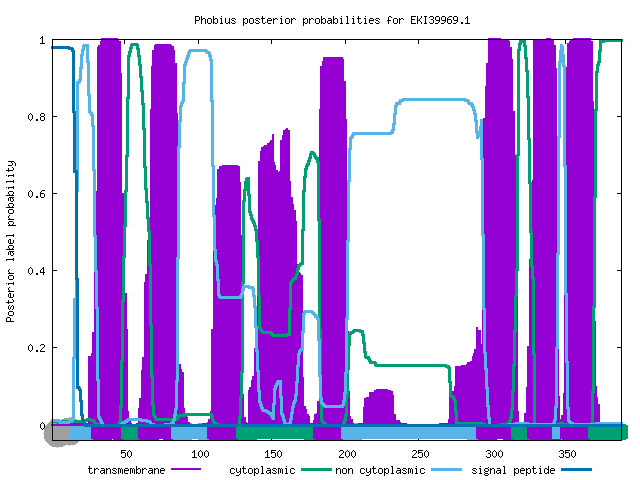 Phobius posterior probabilities for EKI39969.1
Posterior label probability
1
0.8
0.6
0.4
0.2
0
50 100 150 200 250 300 350
transmembrane cytoplasmic non cytoplasmic signal peptide